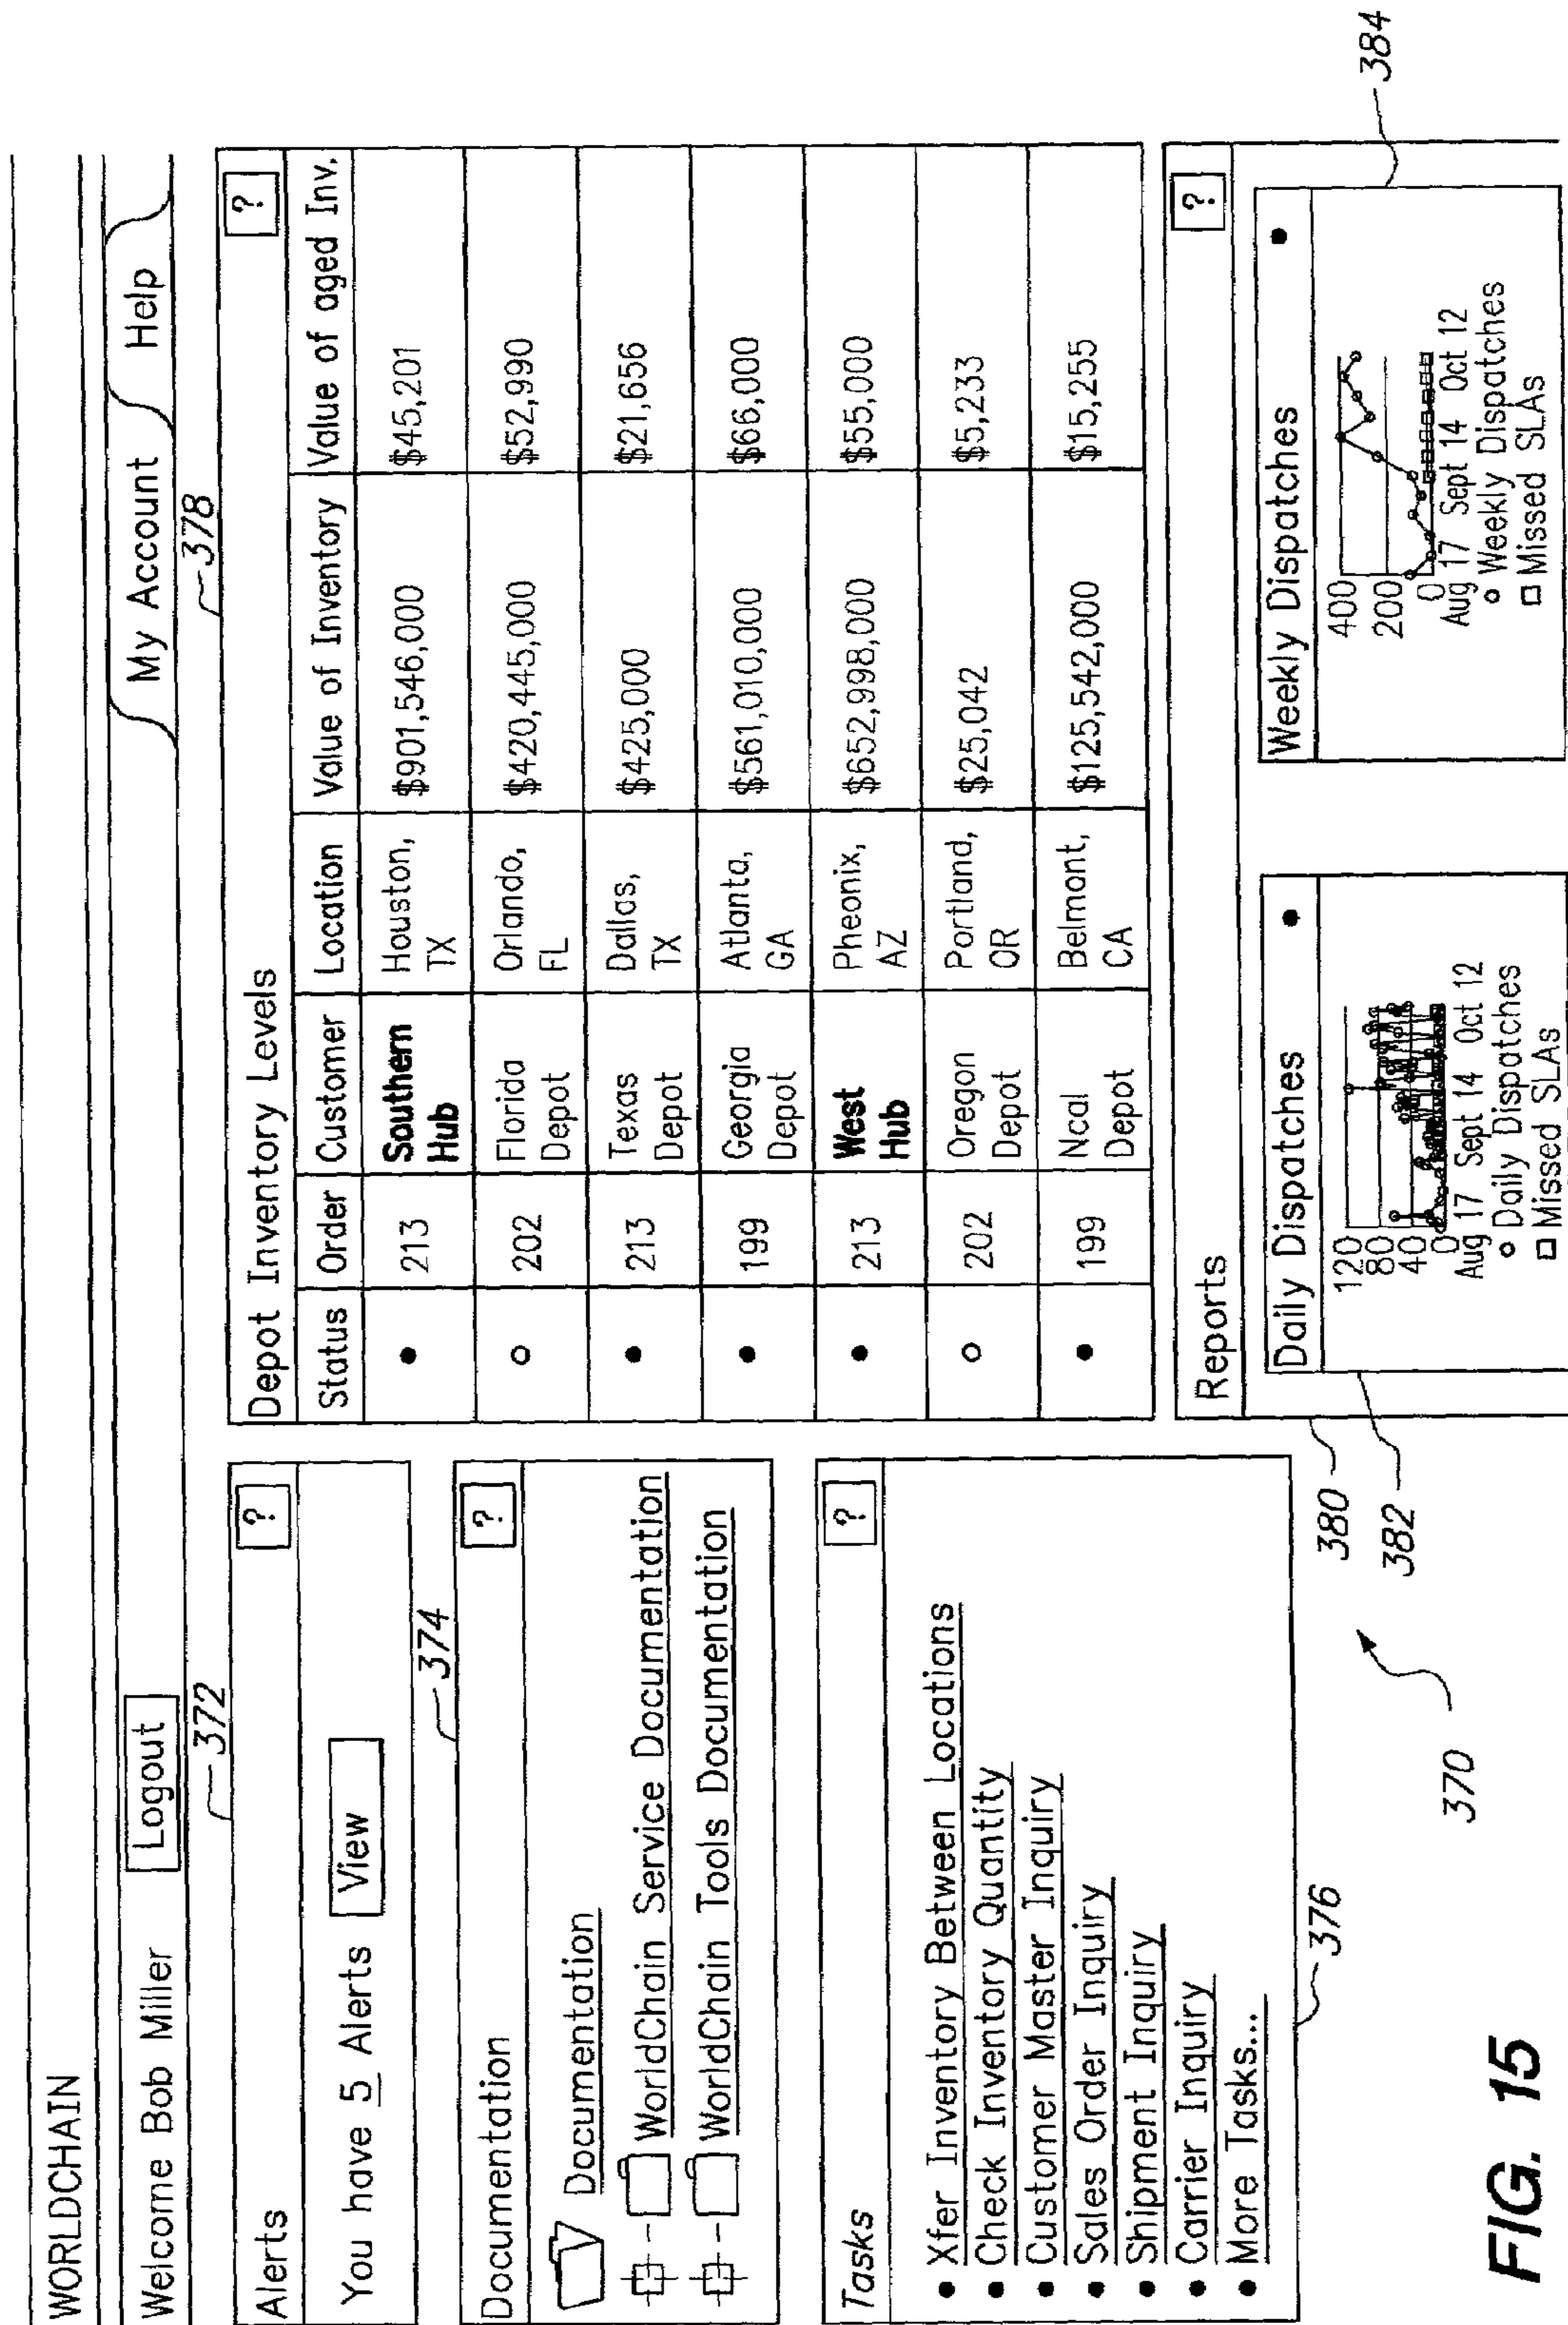 WORLDCHAIN
Welcome Bob Miller Logout
My Account Help
372
Alerts ?
You have 5 Alerts View
374
Documentation ?
Documentation
WorldChain Service Documentation
WorldChain Tools Documentation
Tasks ?
• Xfer Inventory Between Locations
• Check Inventory Quantity
• Customer Master Inquiry
• Sales Order Inquiry
• Shipment Inquiry
• Carrier Inquiry
• More Tasks...
376
378
Depot Inventory Levels ?
Status Order Customer Location Value of Inventory Value of aged Inv.
213 Southern Hub Houston, TX $901,546,000 $45,201
202 Florida Depot Orlando, FL $420,445,000 $52,990
213 Texas Depot Dallas, TX $425,000 $21,656
199 Georgia Depot Atlanta, GA $561,010,000 $66,000
213 West Hub Pheonix, AZ $652,998,000 $55,000
202 Oregon Depot Portland, OR $25,042 $5,233
199 Ncal Depot Belmont, CA $125,542,000 $15,255
Reports ?
Daily Dispatches
120
80
40
0
Aug 17 Sept 14 Oct 12
Daily Dispatches
Missed SLAs
Weekly Dispatches
400
200
0
Aug 17 Sept 14 Oct 12
Weekly Dispatches
Missed SLAs
380
382
384
370
FIG. 15